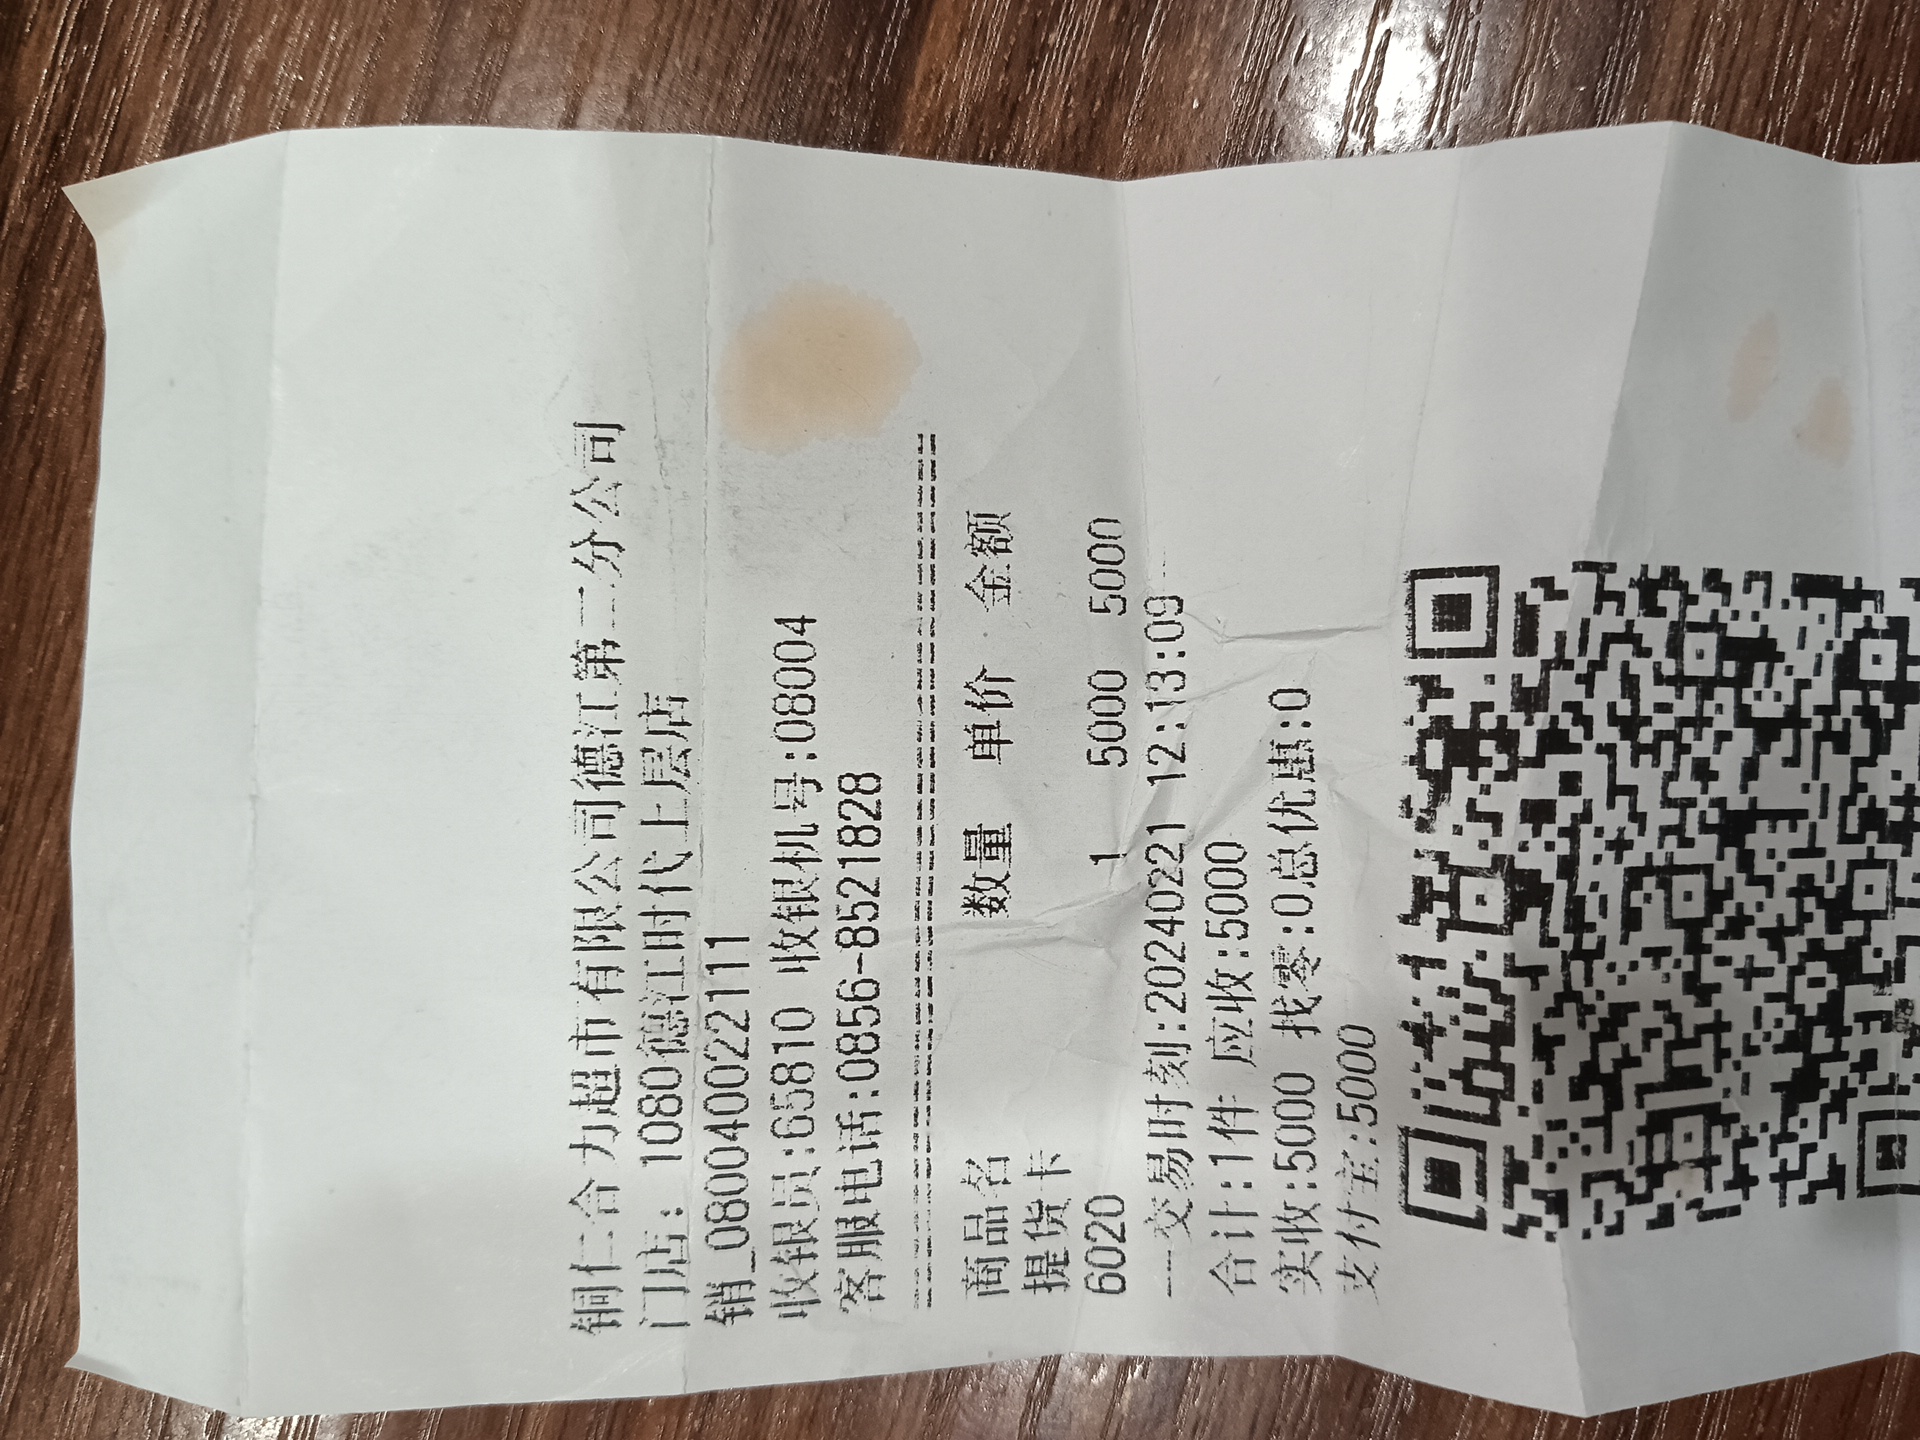 铜仁合力超市有限公司德江第二分公司
门店: 1080德江时代上层店
销_0800400221111
收银员:65810 收银机号:08004
客服电话:0856-8521828
商品名 数量 单价 金额
提货卡
6020 1 5000 5000
---交易时刻:20240221 12:13:09
合计:1件 应收:5000
实收:5000 找零:0总优惠:0
支付宝:5000